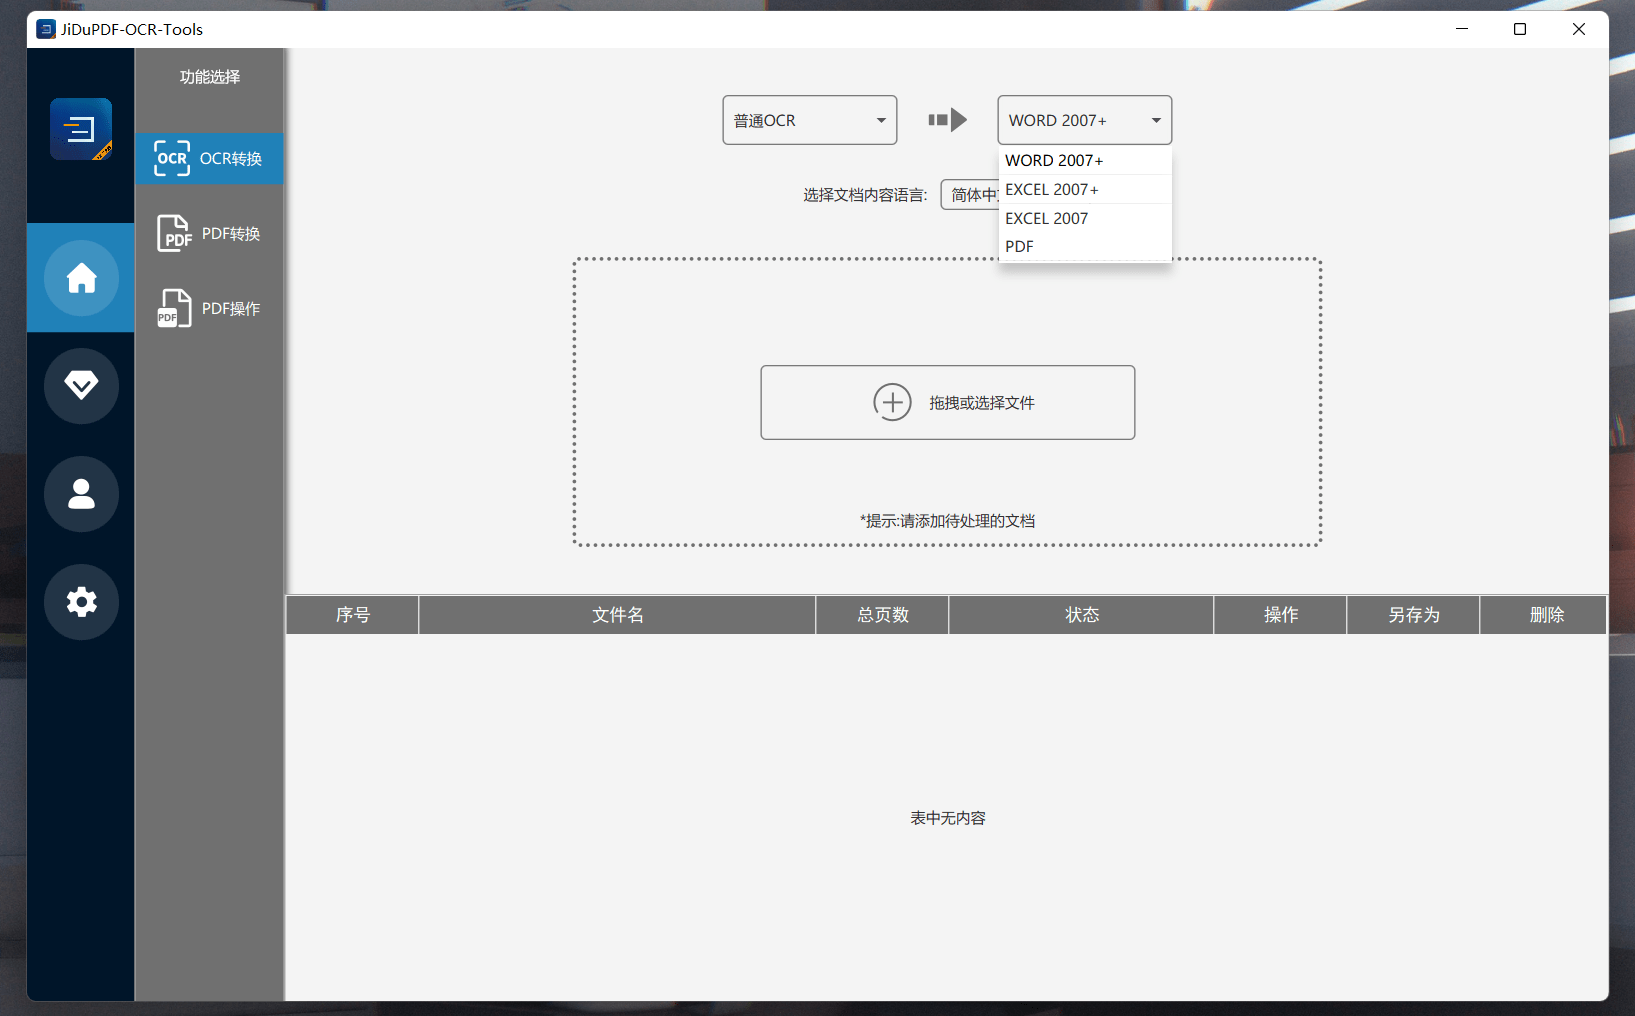 JiDuPDF-OCR-Tools
功能选择
OCR
OCR转换
PDF
PDF转换
PDF
PDF操作
普通OCR
WORD 2007+
WORD 2007+
EXCEL 2007+
EXCEL 2007
PDF
选择文档内容语言:
简体中
拖拽或选择文件
*提示:请添加待处理的文档
序号
文件名
总页数
状态
操作
另存为
删除
表中无内容